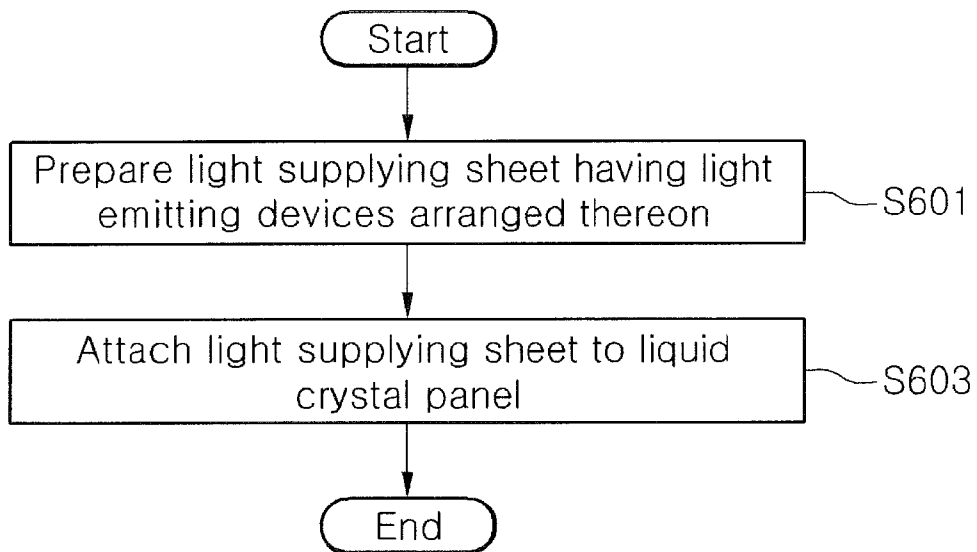 Start
Prepare light supplying sheet having light
emitting devices arranged thereon
S601
Attach light supplying sheet to liquid
crystal panel
S603
End